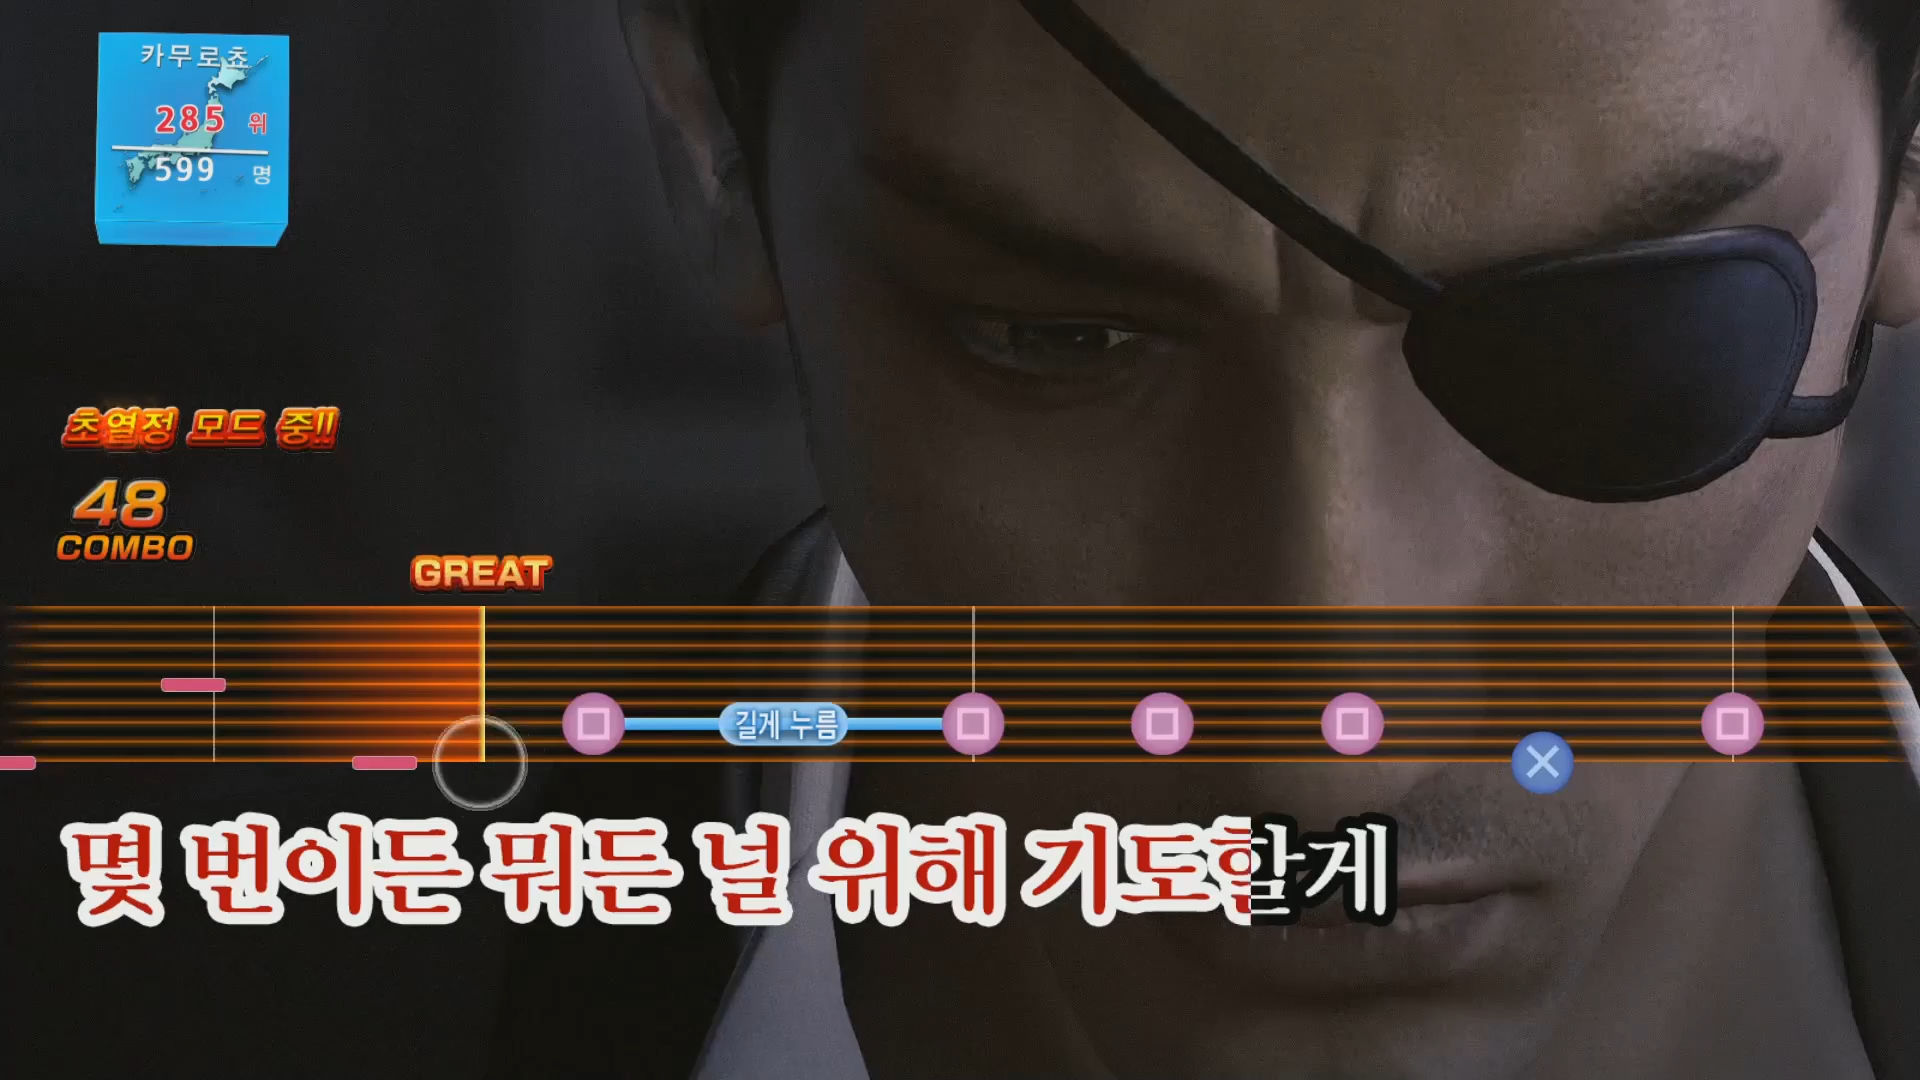 카무로쵸
285 위
599 명
초열정 모드 중!!
48
COMBO
GREAT
길게 누름
몇 번이든 뭐든 널 위해 기도할게